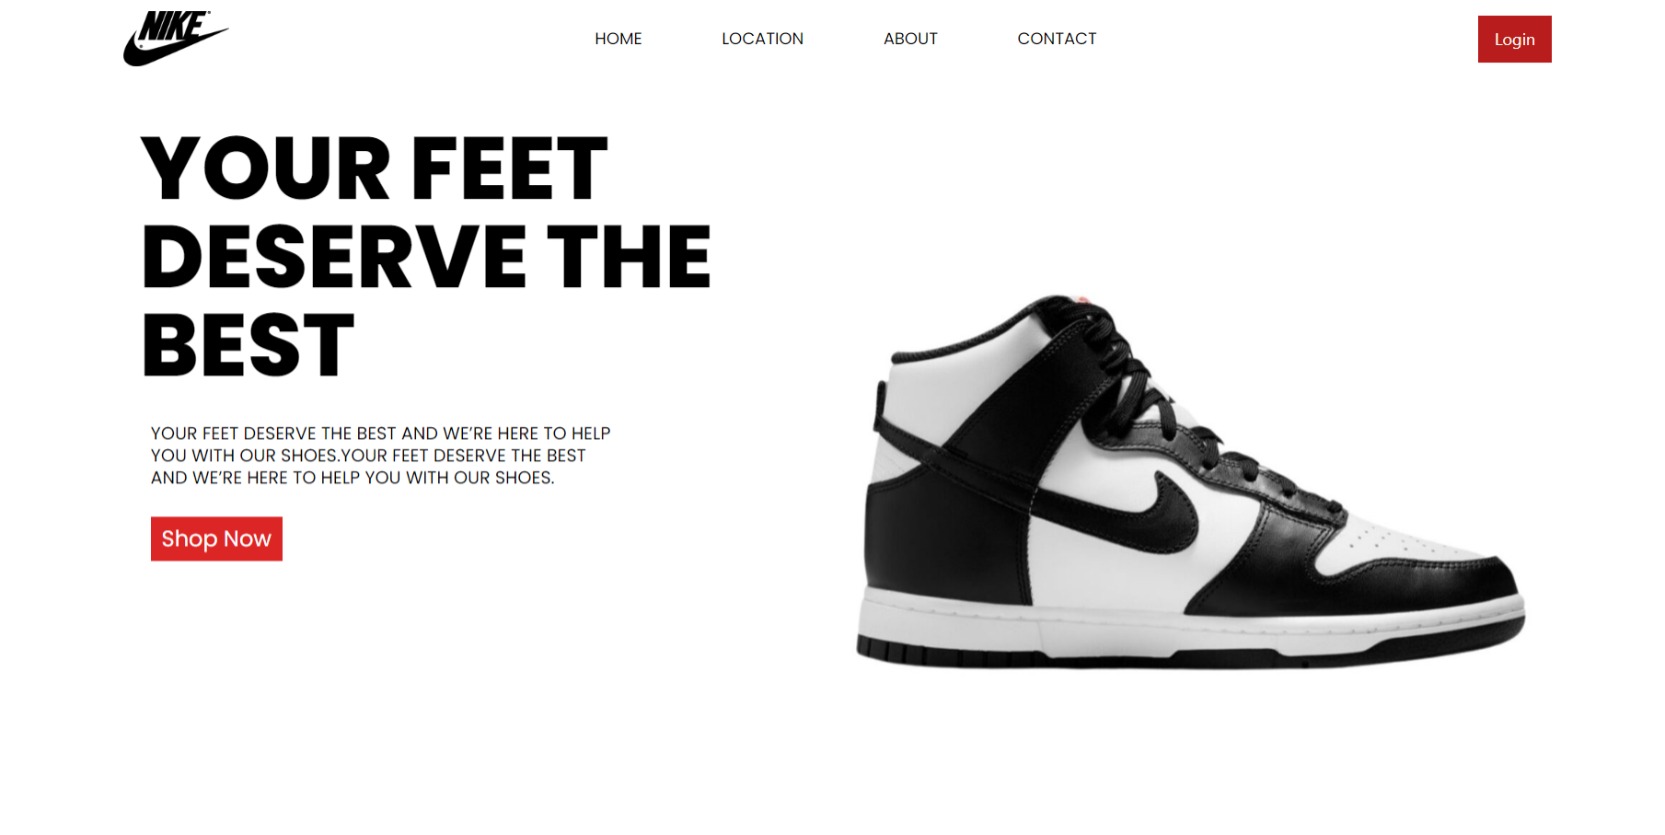 NIKE
HOME
LOCATION
ABOUT
CONTACT
Login
YOUR FEET
DESERVE THE
BEST
YOUR FEET DESERVE THE BEST AND WE’RE HERE TO HELP
YOU WITH OUR SHOES.YOUR FEET DESERVE THE BEST
AND WE’RE HERE TO HELP YOU WITH OUR SHOES.
Shop Now